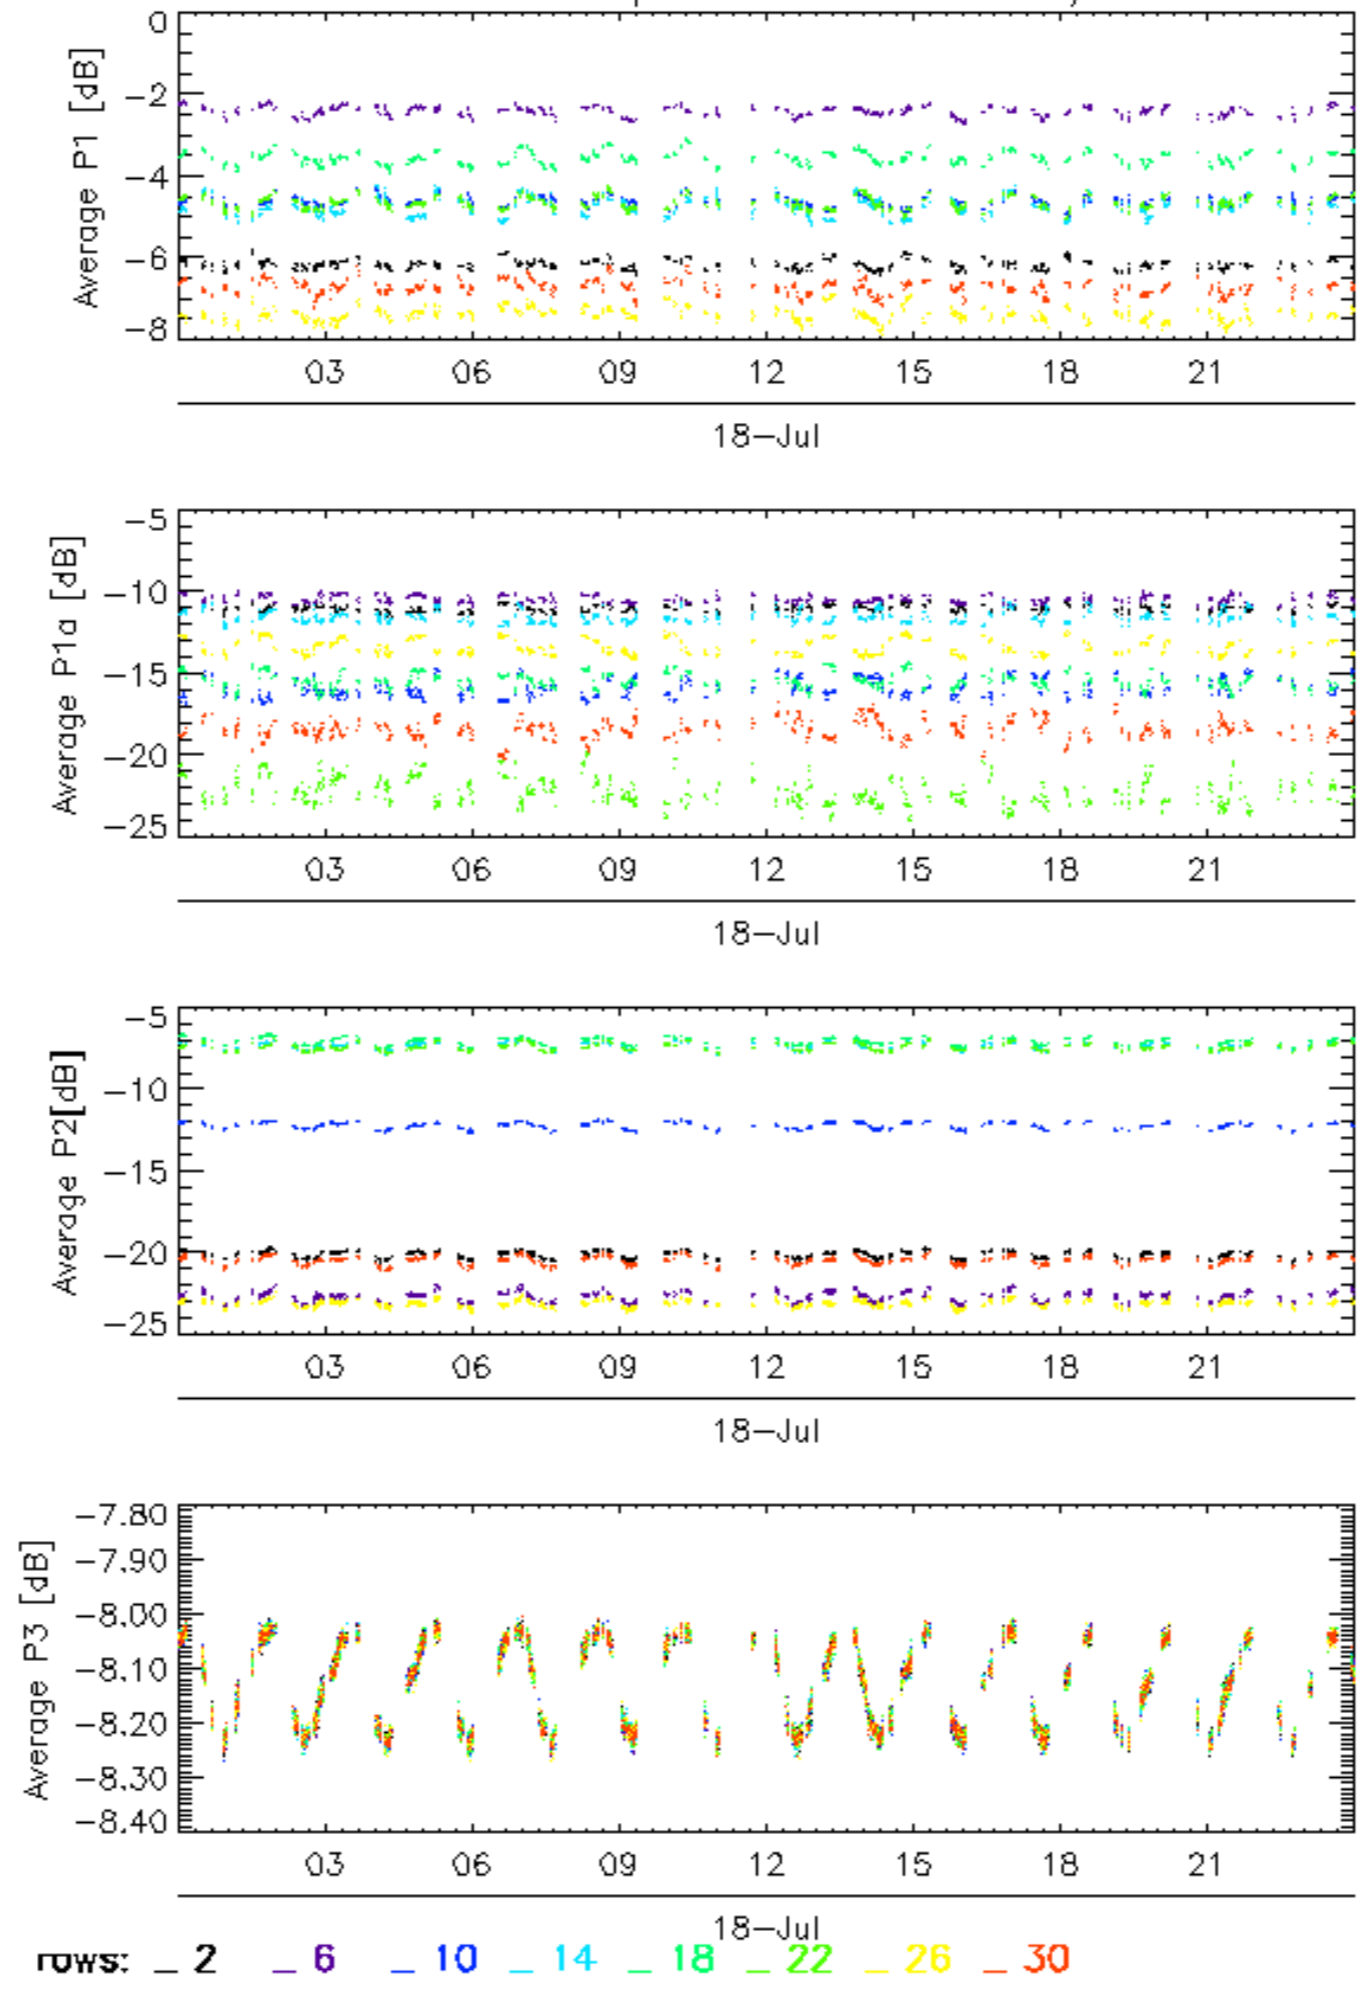 0
Average P1 [dB]
−2
−4
−6
−8
03 06 09 12 15 18 21
18−Jul
−5
Average P1a [dB]
−10
−15
−20
−25
03 06 09 12 15 18 21
18−Jul
−5
Average P2[dB]
−10
−15
−20
−25
03 06 09 12 15 18 21
18−Jul
−7.80
Average P3 [dB]
−7.90
−8.00
−8.10
−8.20
−8.30
−8.40
03 06 09 12 15 18 21
18−Jul
rows: _ 2 _ 6 _ 10 _ 14 _ 18 _ 22 _ 26 _ 30